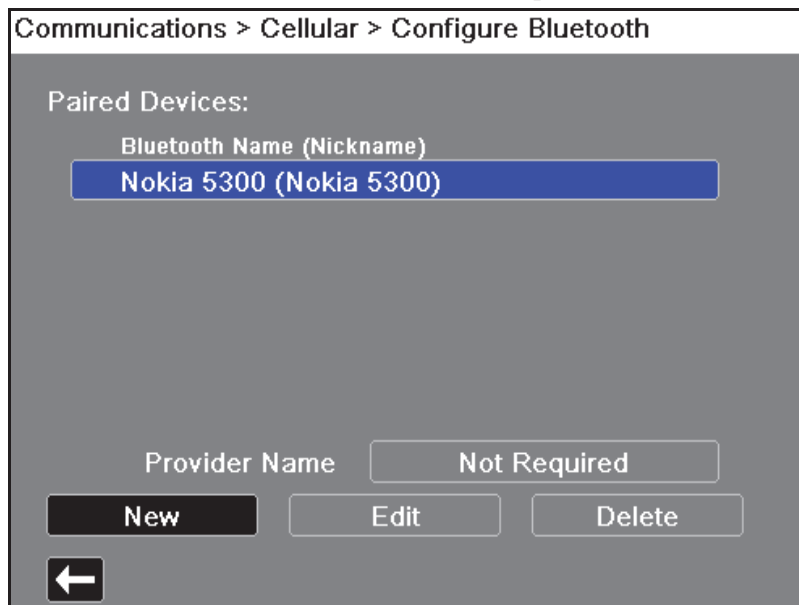 Communications > Cellular > Configure Bluetooth
Paired Devices:
Bluetooth Name (Nickname)
Nokia 5300 (Nokia 5300)
Provider Name Not Required
New Edit Delete